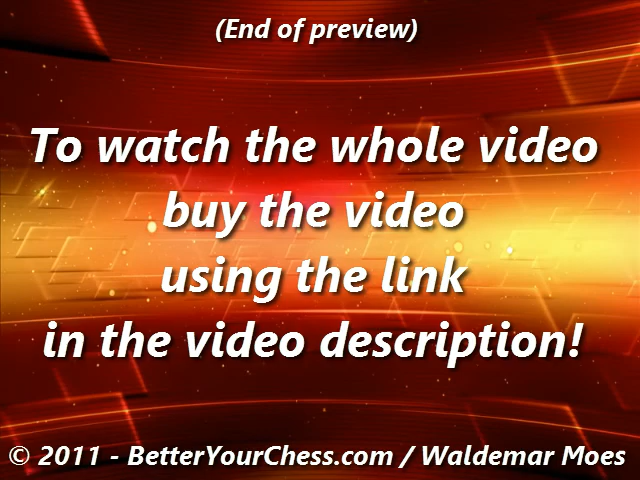 (End of preview)
To watch the whole video
buy the video
using the link
in the video description!
© 2011 - BetterYourChess.com / Waldemar Moes